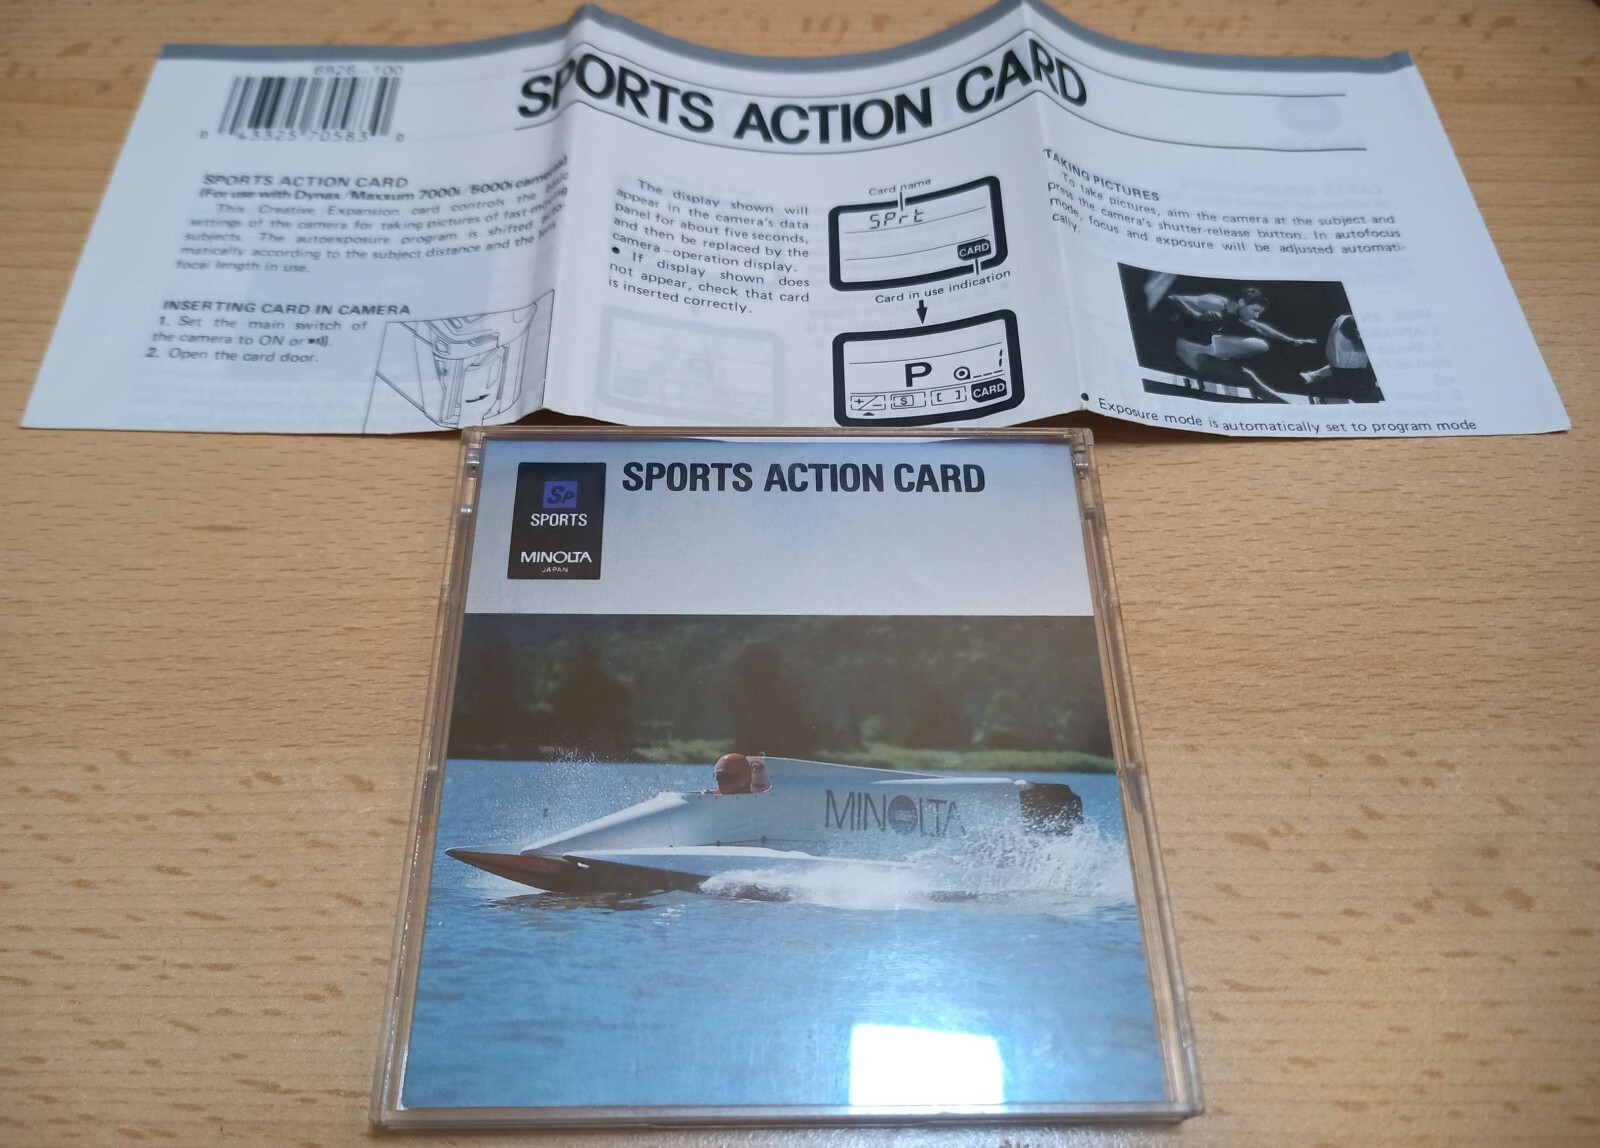 6926-100
0 43325 70583 0
SPORTS ACTION CARD
SPORTS ACTION CARD
(For use with Dynax/Maxxum 7000i/5000i cameras)
This Creative Expansion card controls the basic
settings of the camera for taking pictures of fast-moving
subjects. The autoexposure program is shifted auto-
matically according to the subject distance and the lens
focal length in use.
INSERTING CARD IN CAMERA
1. Set the main switch of
the camera to ON or
2. Open the card door.
The display shown will
appear in the camera's data
panel for about five seconds,
and then be replaced by the
camera-operation display.
• If display shown does
not appear, check that card
is inserted correctly.
Card name
SPrt
CARD
Card in use indication
P
1
+/- S [ ] CARD
TAKING PICTURES
To take pictures, aim the camera at the subject and
press the camera's shutter-release button. In autofocus
mode, focus and exposure will be adjusted automati-
cally.
• Exposure mode is automatically set to program mode
SPORTS ACTION CARD
Sp
SPORTS
MINOLTA
JAPAN
MINOLTA